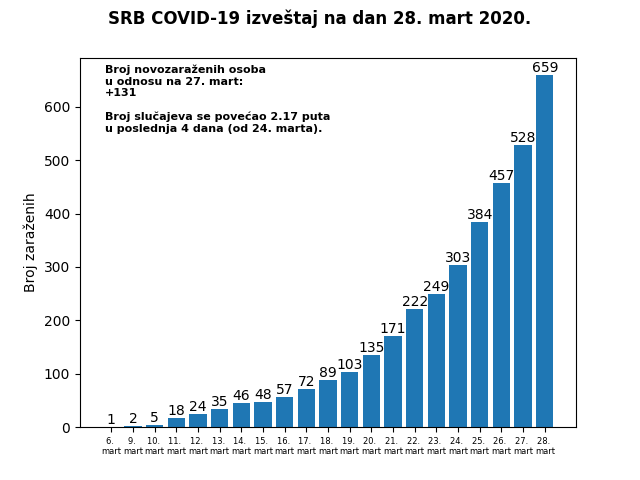 SRB COVID-19 izveštaj na dan 28. mart 2020.
Broj novozaraženih osoba
u odnosu na 27. mart:
+131
Broj slučajeva se povećao 2.17 puta
u poslednja 4 dana (od 24. marta).
Broj zaraženih
600
500
400
300
200
100
0
1 2 5 18 24 35 46 48 57 72 89 103 135 171 222 249 303 384 457 528 659
6. 9. 10. 11. 12. 13. 14. 15. 16. 17. 18. 19. 20. 21. 22. 23. 24. 25. 26. 27. 28.
mart mart mart mart mart mart mart mart mart mart mart mart mart mart mart mart mart mart mart mart mart